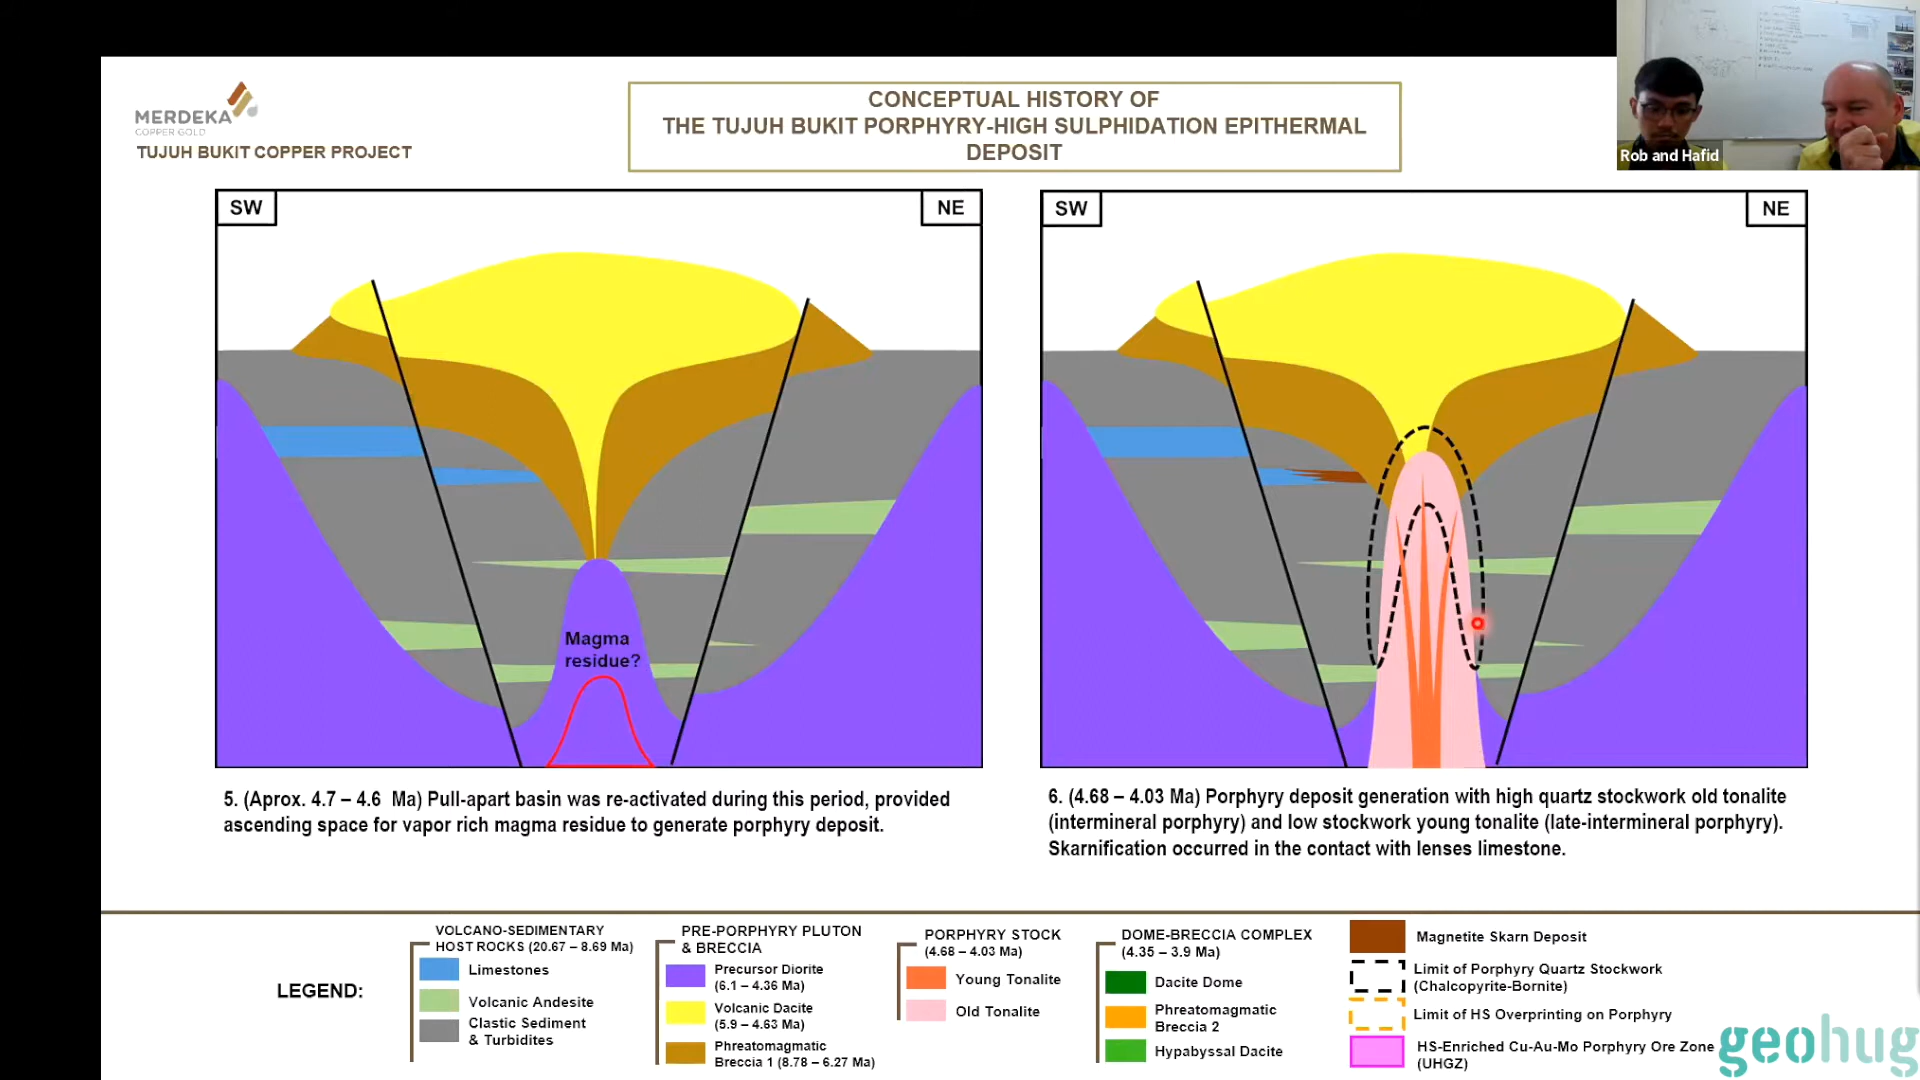 MERDEKA
COPPER GOLD
TUJUH BUKIT COPPER PROJECT
CONCEPTUAL HISTORY OF
THE TUJUH BUKIT PORPHYRY-HIGH SULPHIDATION EPITHERMAL
DEPOSIT
Rob and Hafid
SW
NE
Magma
residue?
5. (Aprox. 4.7 – 4.6 Ma) Pull-apart basin was re-activated during this period, provided
ascending space for vapor rich magma residue to generate porphyry deposit.
SW
NE
6. (4.68 – 4.03 Ma) Porphyry deposit generation with high quartz stockwork old tonalite
(intermineral porphyry) and low stockwork young tonalite (late-intermineral porphyry).
Skarnification occurred in the contact with lenses limestone.
LEGEND:
VOLCANO-SEDIMENTARY
HOST ROCKS (20.67 – 8.69 Ma)
Limestones
Volcanic Andesite
Clastic Sediment
& Turbidites
PRE-PORPHYRY PLUTON
& BRECCIA
Precursor Diorite
(6.1 – 4.36 Ma)
Volcanic Dacite
(5.9 – 4.63 Ma)
Phreatomagmatic
Breccia 1 (8.78 – 6.27 Ma)
PORPHYRY STOCK
(4.68 – 4.03 Ma)
Young Tonalite
Old Tonalite
DOME-BRECCIA COMPLEX
(4.35 – 3.9 Ma)
Dacite Dome
Phreatomagmatic
Breccia 2
Hypabyssal Dacite
Magnetite Skarn Deposit
Limit of Porphyry Quartz Stockwork
(Chalcopyrite-Bornite)
Limit of HS Overprinting on Porphyry
HS-Enriched Cu-Au-Mo Porphyry Ore Zone
(UHGZ)
geohug